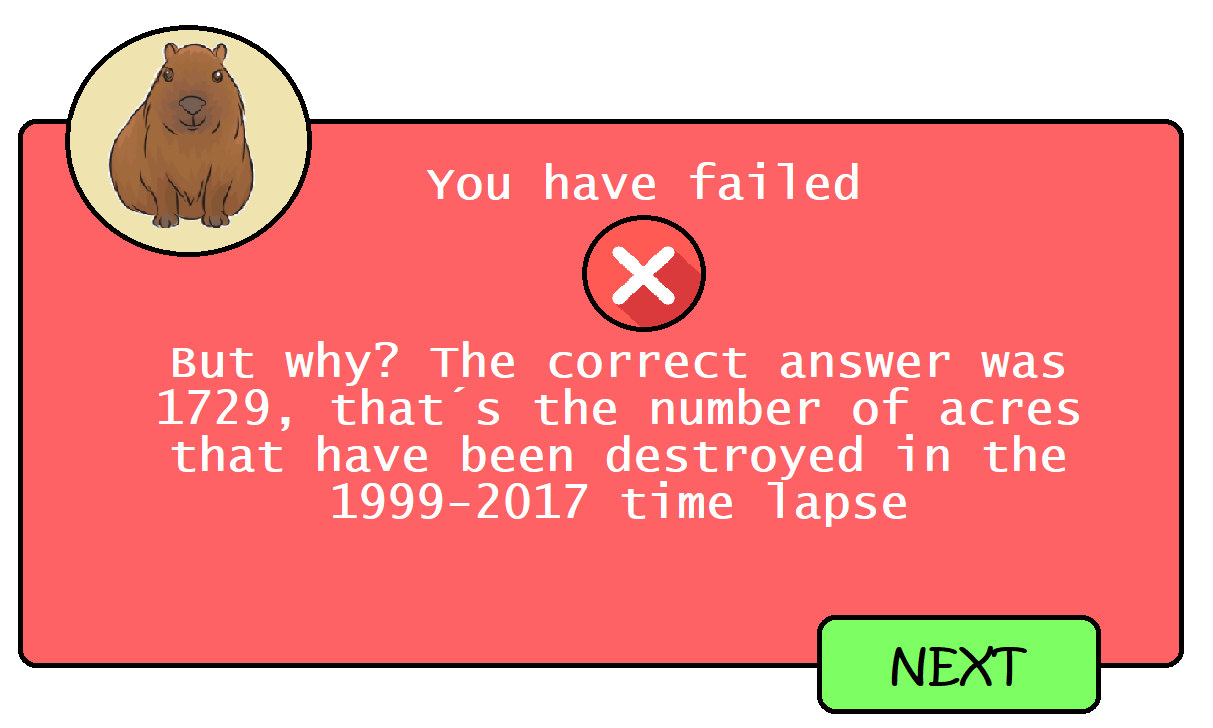 You have failed
But why? The correct answer was
1729, that´s the number of acres
that have been destroyed in the
1999-2017 time lapse
NEXT